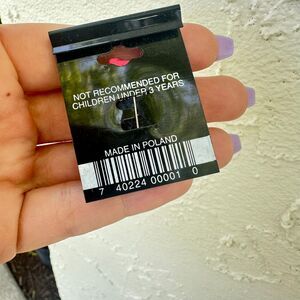 NOT RECOMMENDED FOR
CHILDREN UNDER 3 YEARS
MADE IN POLAND
7 40224 00001 0